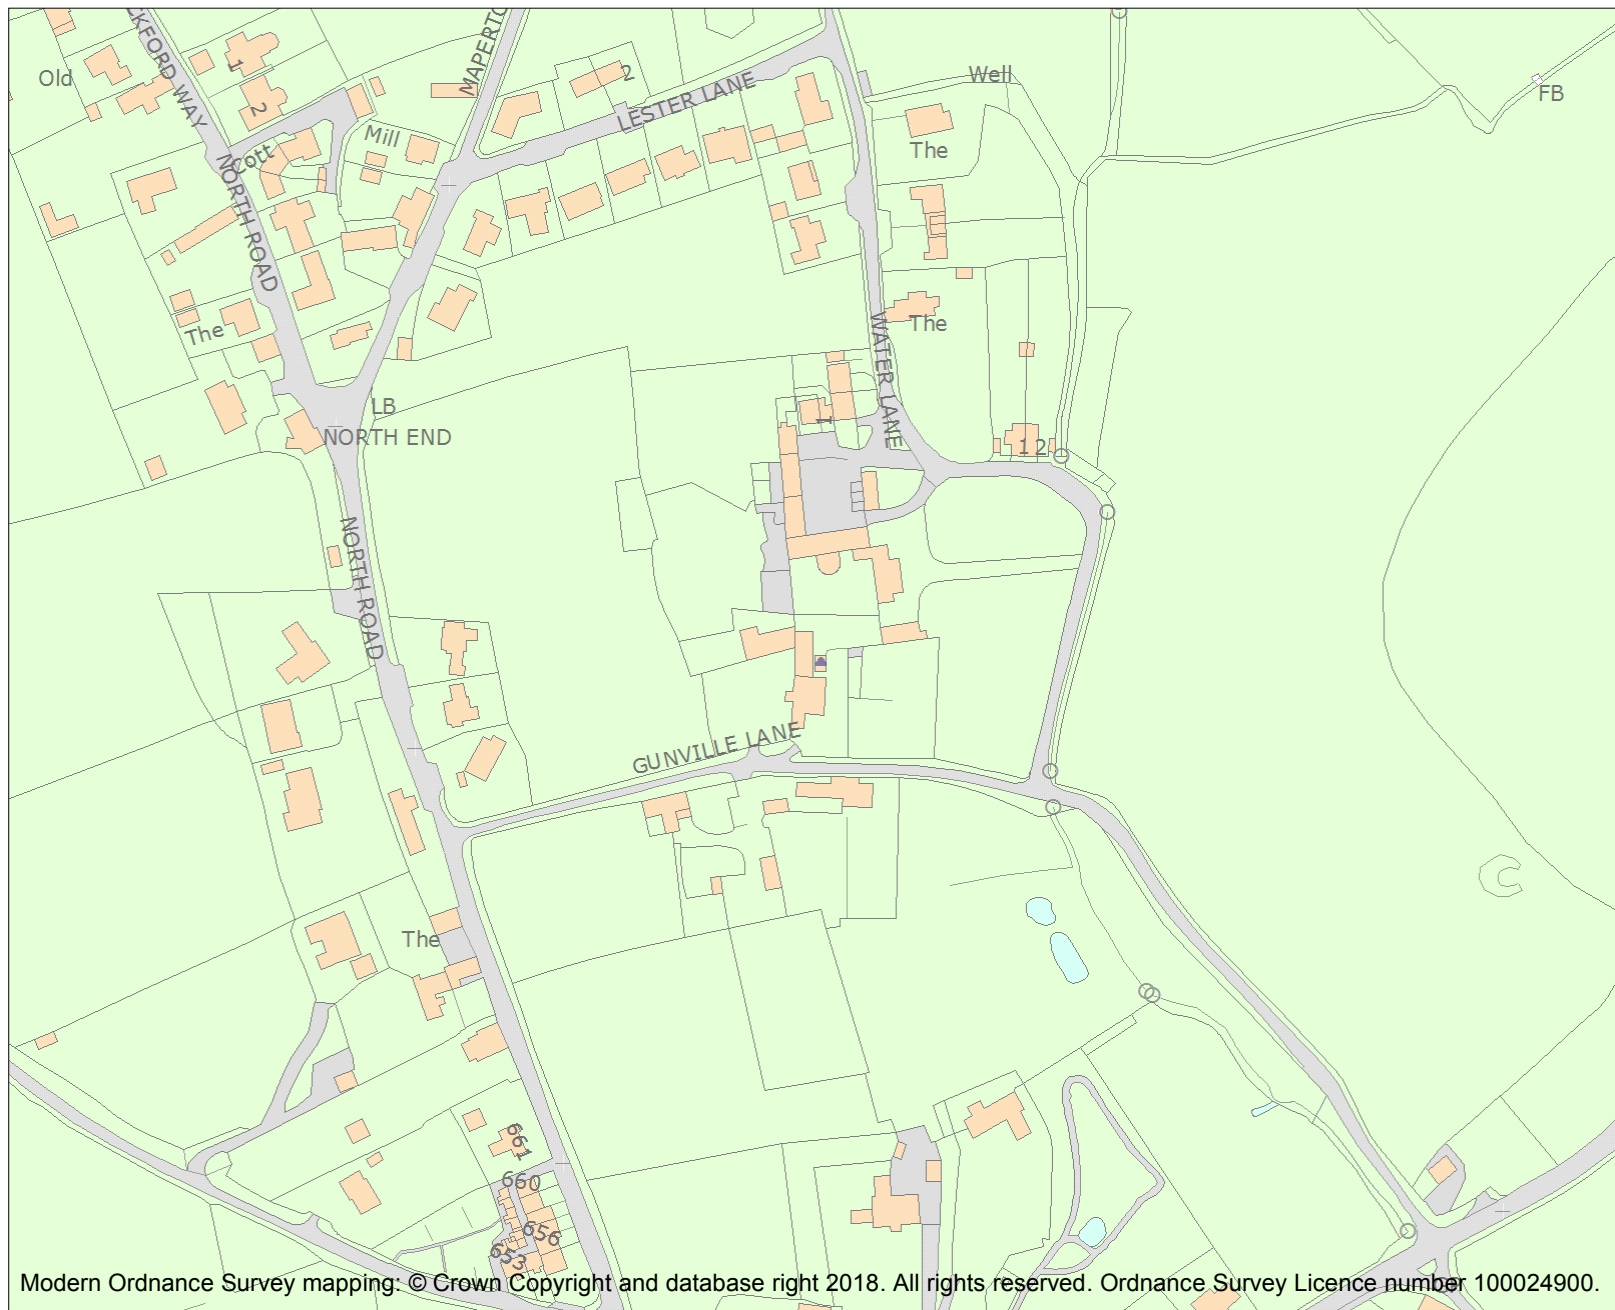 CKFORD WAY
MAPERTO
Old
1
2
2
LESTER LANE
Well
FB
Mill
Cott
The
NORTH ROAD
The
The
WATER LANE
LB
NORTH END
1
1 2
NORTH ROAD
GUNVILLE LANE
The
661
660
656
653
Modern Ordnance Survey mapping: © Crown Copyright and database right 2018. All rights reserved. Ordnance Survey Licence number 100024900.